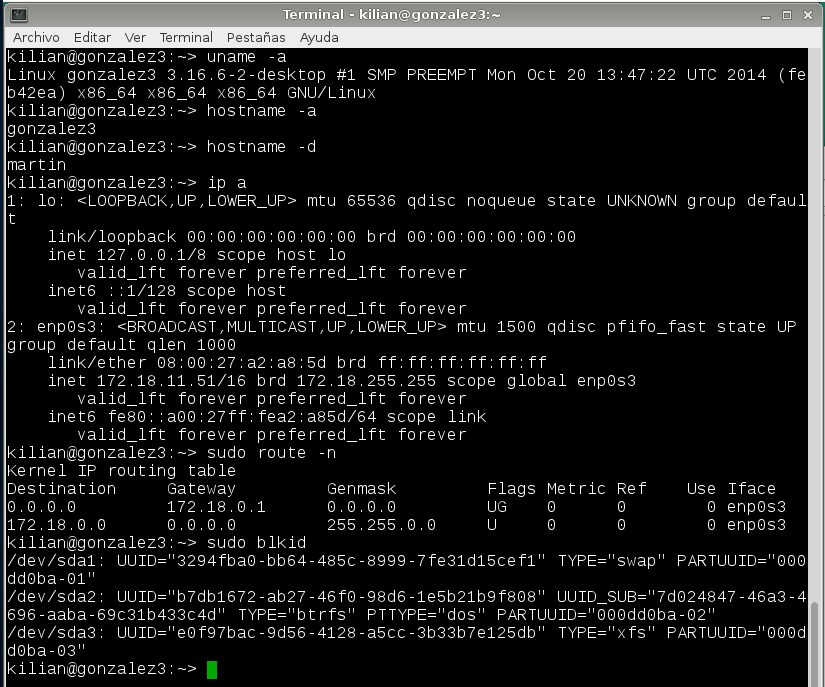 Terminal - kilian@gonzalez3:~
Archivo Editar Ver Terminal Pestañas Ayuda
kilian@gonzalez3:~> uname -a
Linux gonzalez3 3.16.6-2-desktop #1 SMP PREEMPT Mon Oct 20 13:47:22 UTC 2014 (fe
b42ea) x86_64 x86_64 x86_64 GNU/Linux
kilian@gonzalez3:~> hostname -a
gonzalez3
kilian@gonzalez3:~> hostname -d
martin
kilian@gonzalez3:~> ip a
1: lo: <LOOPBACK,UP,LOWER_UP> mtu 65536 qdisc noqueue state UNKNOWN group defaul
t
    link/loopback 00:00:00:00:00:00 brd 00:00:00:00:00:00
    inet 127.0.0.1/8 scope host lo
       valid_lft forever preferred_lft forever
    inet6 ::1/128 scope host
       valid_lft forever preferred_lft forever
2: enp0s3: <BROADCAST,MULTICAST,UP,LOWER_UP> mtu 1500 qdisc pfifo_fast state UP
group default qlen 1000
    link/ether 08:00:27:a2:a8:5d brd ff:ff:ff:ff:ff:ff
    inet 172.18.11.51/16 brd 172.18.255.255 scope global enp0s3
       valid_lft forever preferred_lft forever
    inet6 fe80::a00:27ff:fea2:a85d/64 scope link
       valid_lft forever preferred_lft forever
kilian@gonzalez3:~> sudo route -n
Kernel IP routing table
Destination     Gateway         Genmask         Flags Metric Ref    Use Iface
0.0.0.0         172.18.0.1      0.0.0.0         UG    0      0        0 enp0s3
172.18.0.0      0.0.0.0         255.255.0.0     U     0      0        0 enp0s3
kilian@gonzalez3:~> sudo blkid
/dev/sda1: UUID="3294fba0-bb64-485c-8999-7fe31d15cef1" TYPE="swap" PARTUUID="000
dd0ba-01"
/dev/sda2: UUID="b7db1672-ab27-46f0-98d6-1e5b21b9f808" UUID_SUB="7d024847-46a3-4
696-aaba-69c31b433c4d" TYPE="btrfs" PTTYPE="dos" PARTUUID="000dd0ba-02"
/dev/sda3: UUID="e0f97bac-9d56-4128-a5cc-3b33b7e125db" TYPE="xfs" PARTUUID="000d
d0ba-03"
kilian@gonzalez3:~>